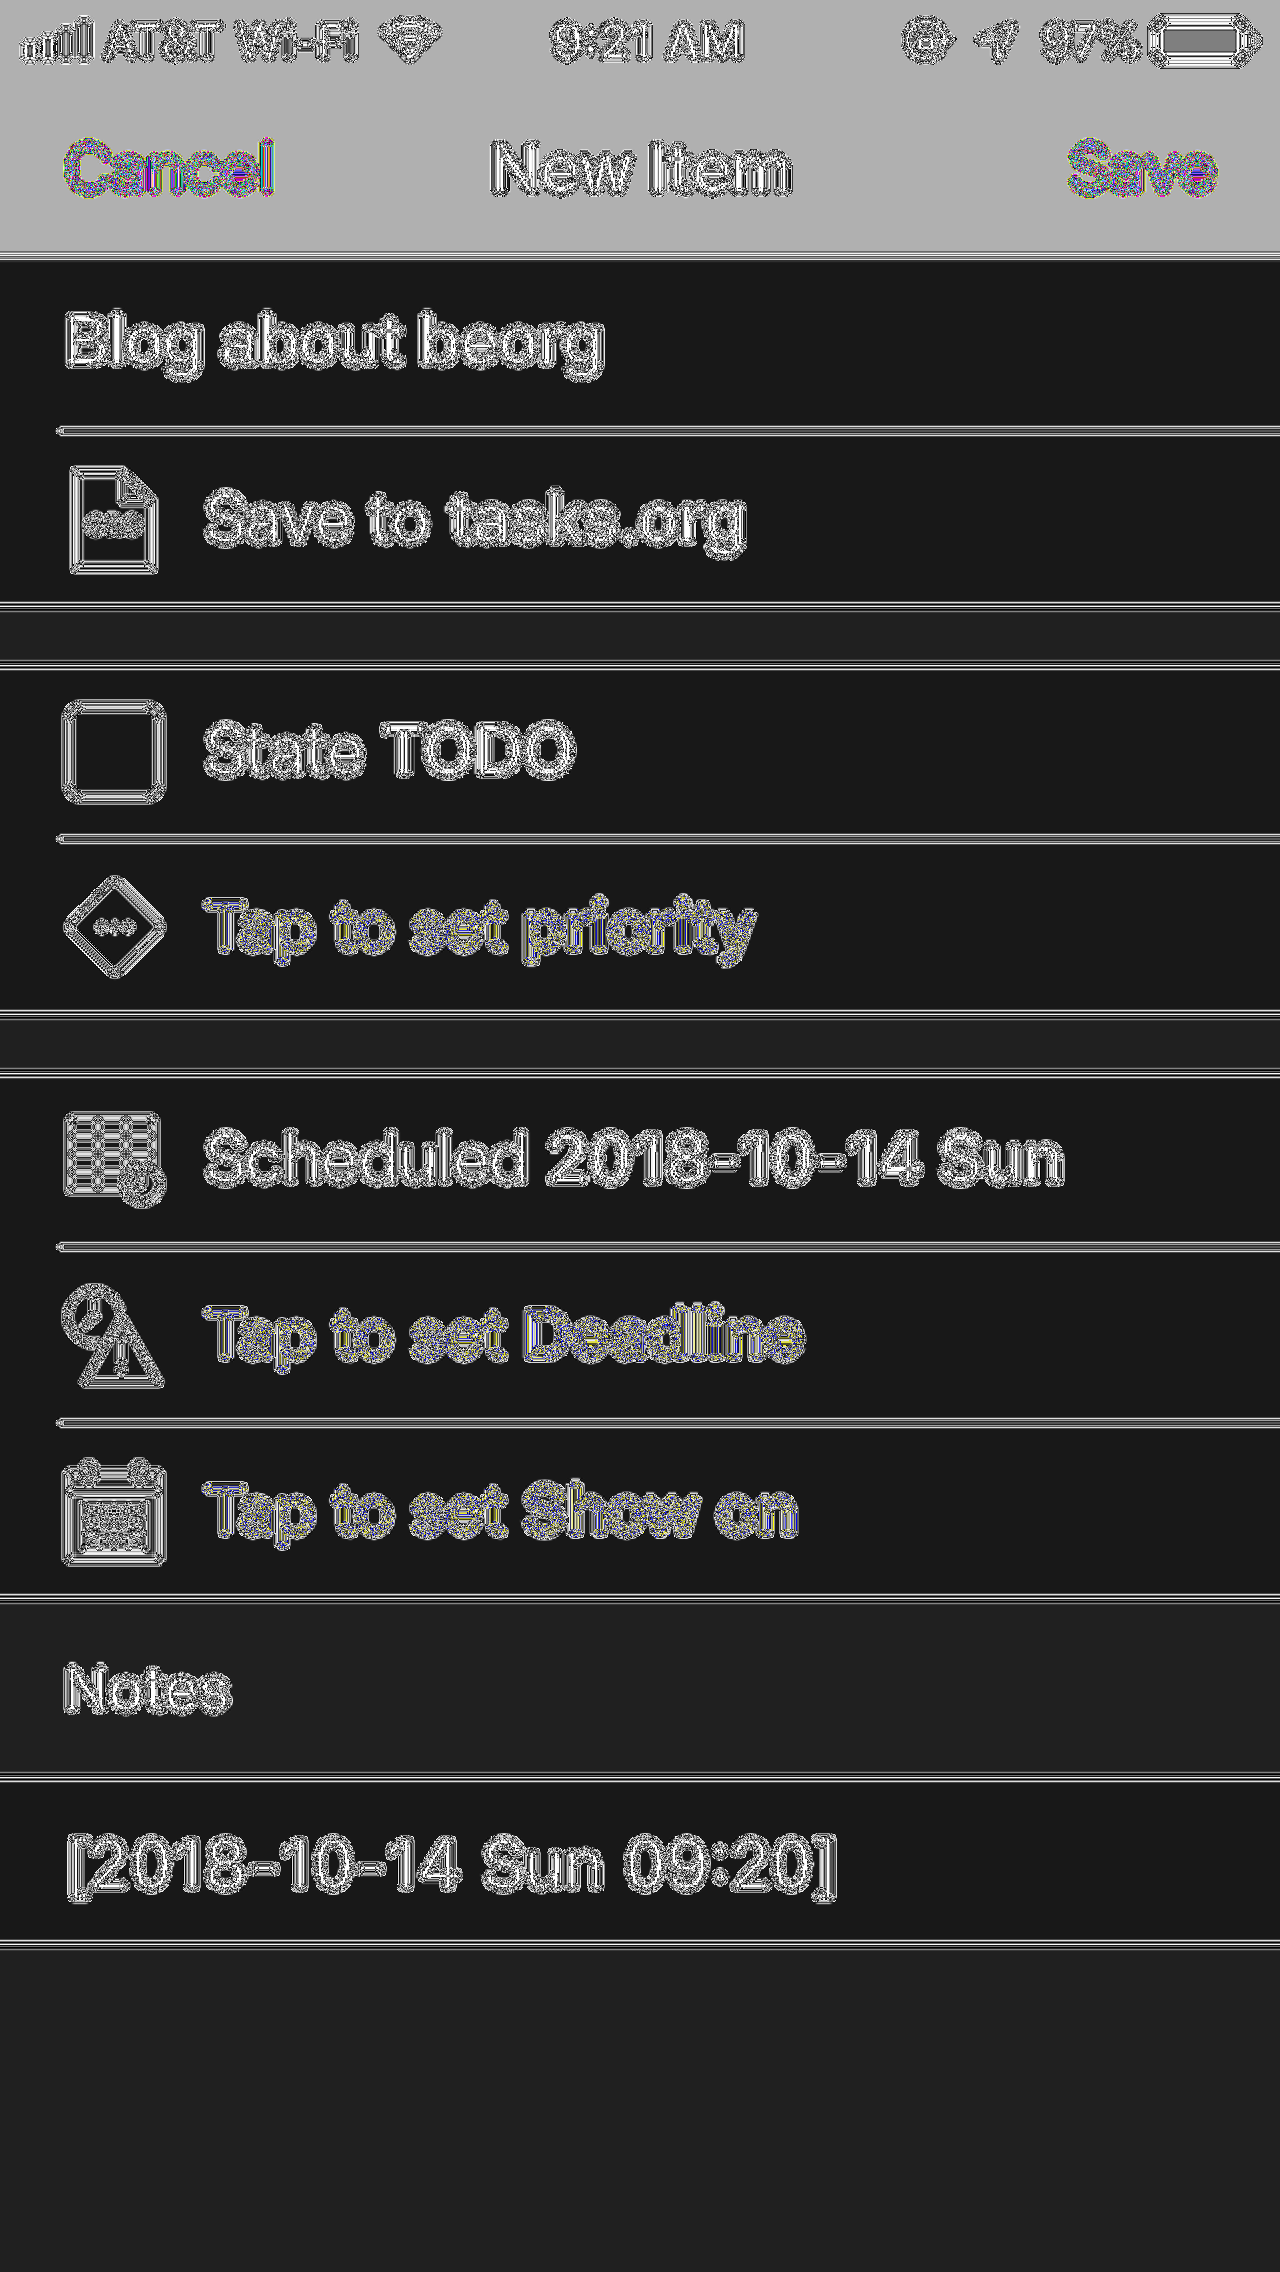 AT&T Wi-Fi 9:21 AM 97%
Cancel New Item Save
Blog about beorg
Save to tasks.org
State TODO
Tap to set priority
Scheduled 2018-10-14 Sun
Tap to set Deadline
Tap to set Show on
Notes
[2018-10-14 Sun 09:20]